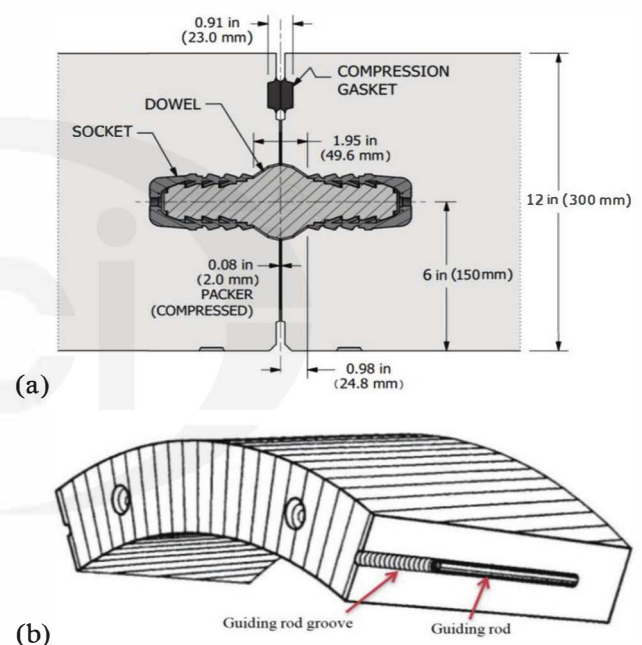 0.91 in
(23.0 mm)
COMPRESSION
GASKET
DOWEL
SOCKET
1.95 in
(49.6 mm)
12 in (300 mm)
0.08 in
(2.0 mm)
PACKER
(COMPRESSED)
6 in (150mm)
0.98 in
(24.8 mm)
(a)
Guiding rod groove
Guiding rod
(b)